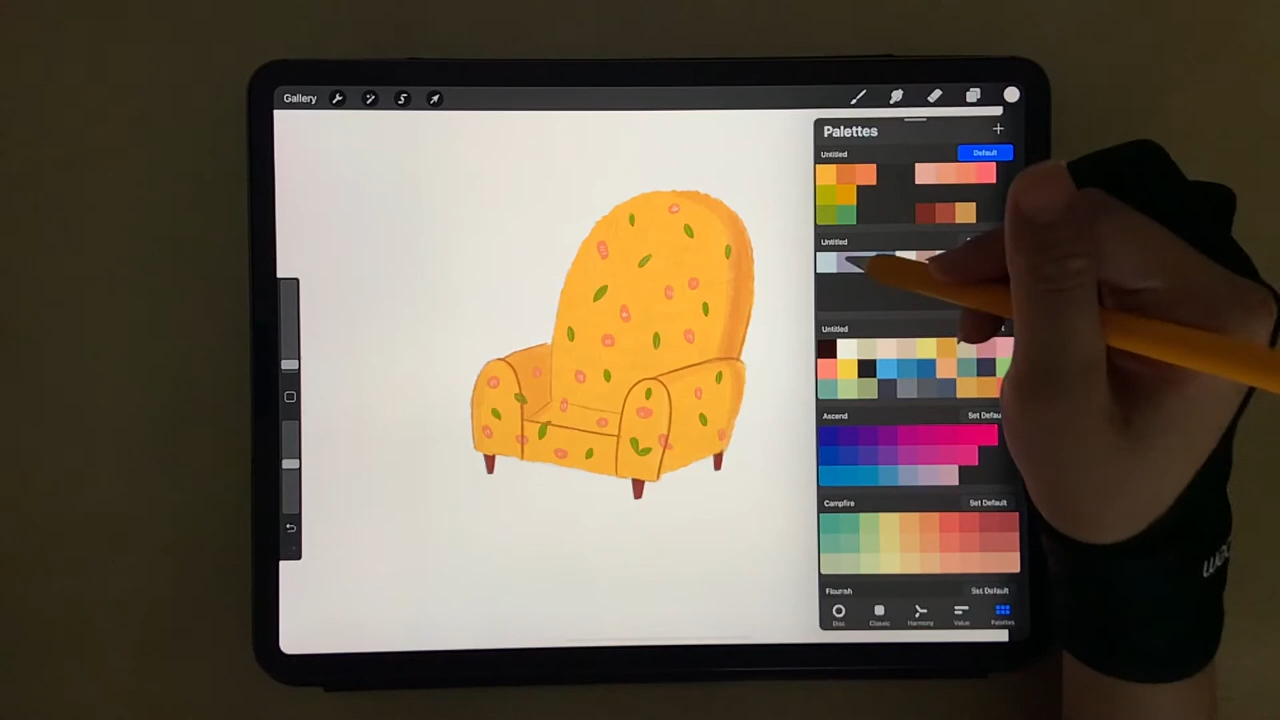 Gallery
Palettes
Untitled
Default
Untitled
Untitled
Ascend
Set Defau
Campfire
Set Default
Flourish
Set Default
Disc
Classic
Harmony
Value
Palettes